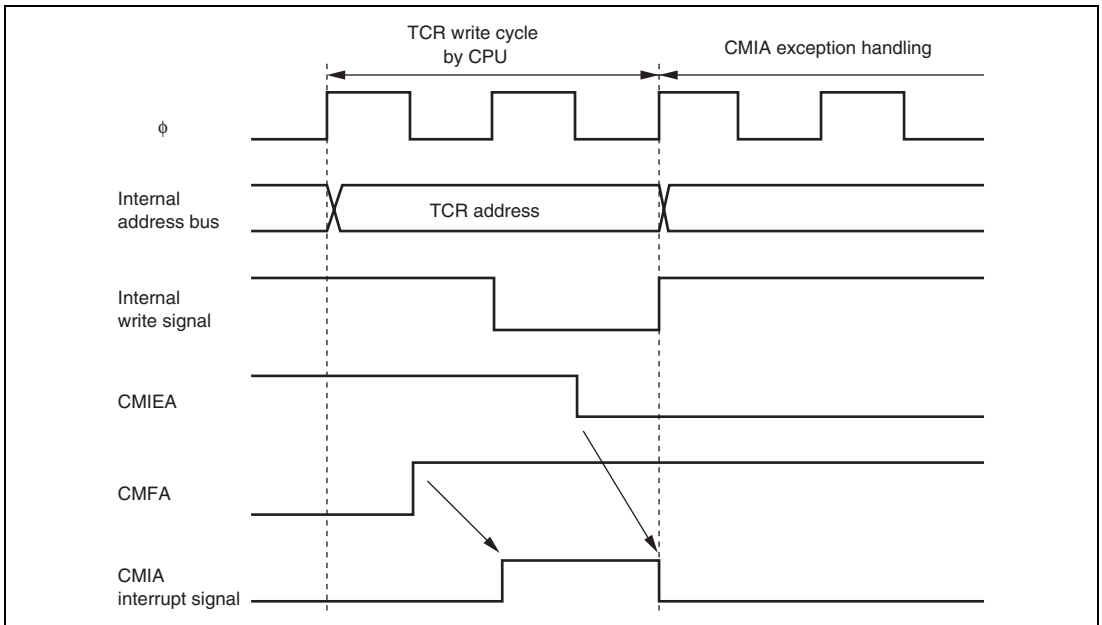 TCR write cycle
by CPU
CMIA exception handling
ϕ
Internal
address bus
TCR address
Internal
write signal
CMIEA
CMFA
CMIA
interrupt signal